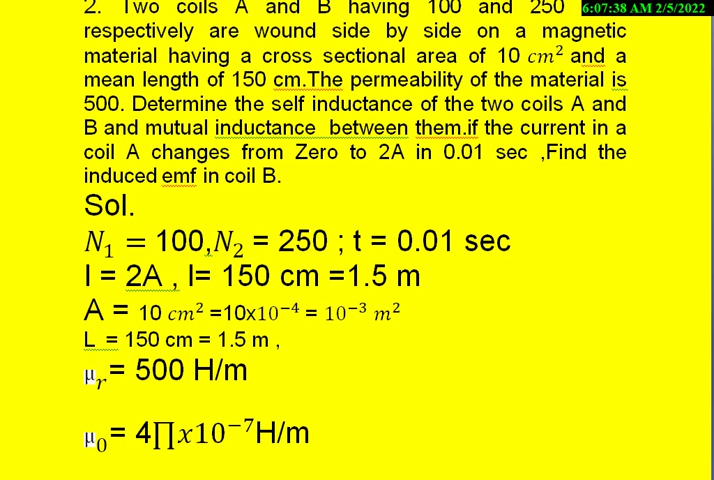 2. Two coils A and B having 100 and 250
6:07:38 AM 2/5/2022
respectively are wound side by side on a magnetic
material having a cross sectional area of 10 cm² and a
mean length of 150 cm.The permeability of the material is
500. Determine the self inductance of the two coils A and
B and mutual inductance between them.if the current in a
coil A changes from Zero to 2A in 0.01 sec ,Find the
induced emf in coil B.
Sol.
N₁ = 100,N₂ = 250 ; t = 0.01 sec
I = 2A , l= 150 cm =1.5 m
A = 10 cm² =10x10⁻⁴ = 10⁻³ m²
L = 150 cm = 1.5 m ,
μᵣ= 500 H/m
μ₀= 4∏x10⁻⁷H/m